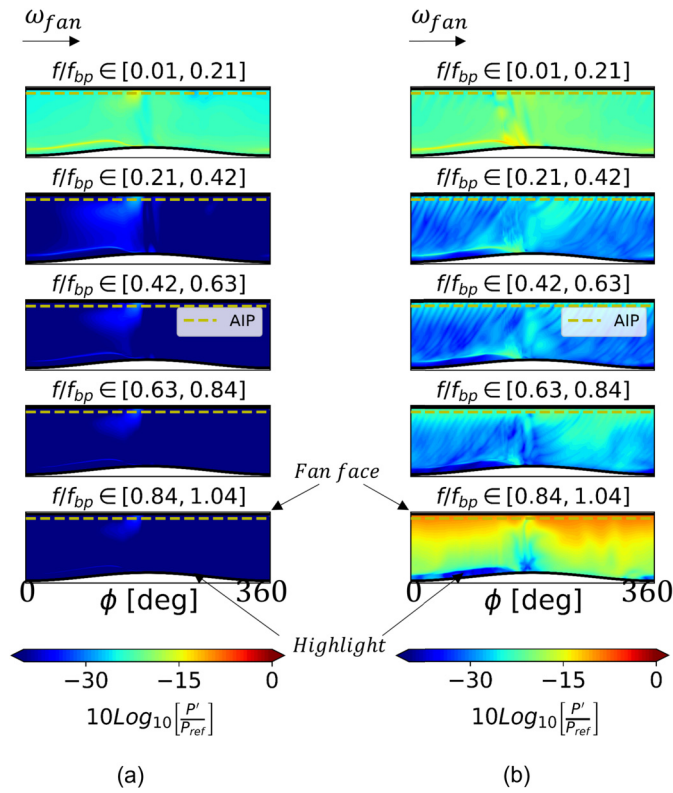 ω_fan
f/f_bp ∈ [0.01, 0.21]
f/f_bp ∈ [0.21, 0.42]
f/f_bp ∈ [0.42, 0.63]
AIP
f/f_bp ∈ [0.63, 0.84]
f/f_bp ∈ [0.84, 1.04]
0 ϕ [deg] 360
−30 −15 0
10Log₁₀[P′/P_ref]
(a)
Fan face
Highlight
ω_fan
f/f_bp ∈ [0.01, 0.21]
f/f_bp ∈ [0.21, 0.42]
f/f_bp ∈ [0.42, 0.63]
AIP
f/f_bp ∈ [0.63, 0.84]
f/f_bp ∈ [0.84, 1.04]
0 ϕ [deg] 360
−30 −15 0
10Log₁₀[P′/P_ref]
(b)